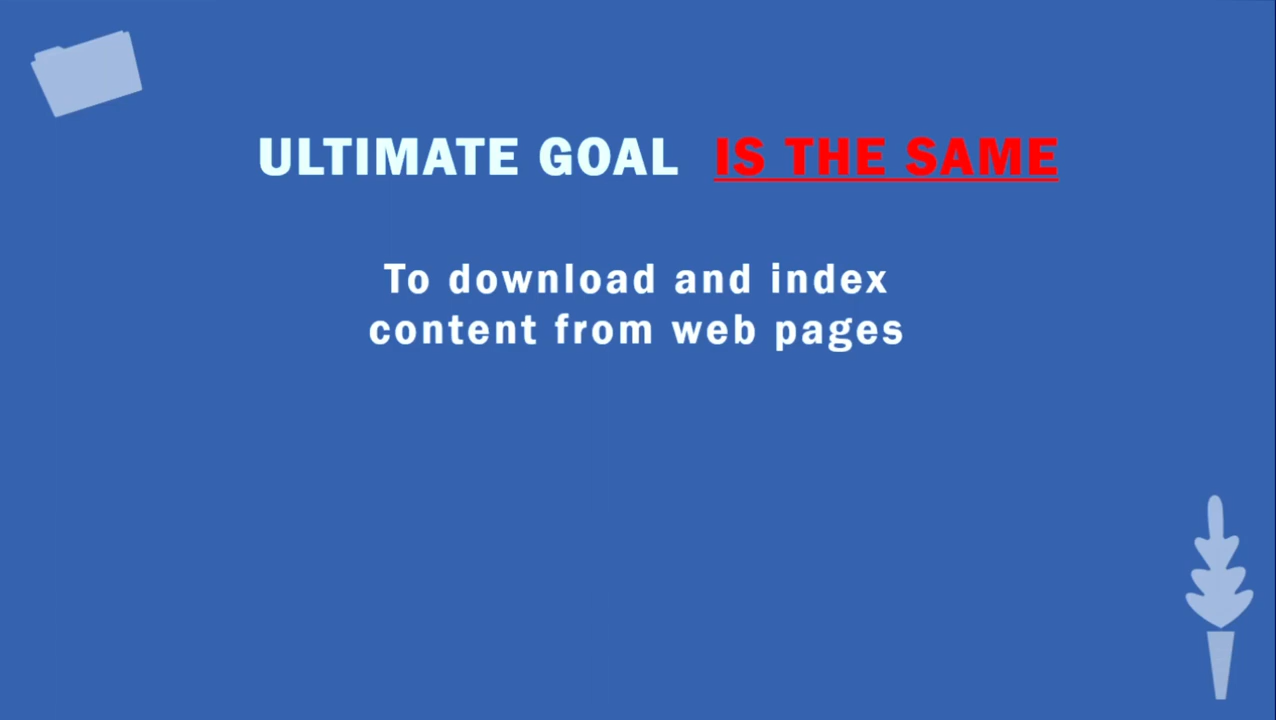 ULTIMATE GOAL IS THE SAME
To download and index
content from web pages